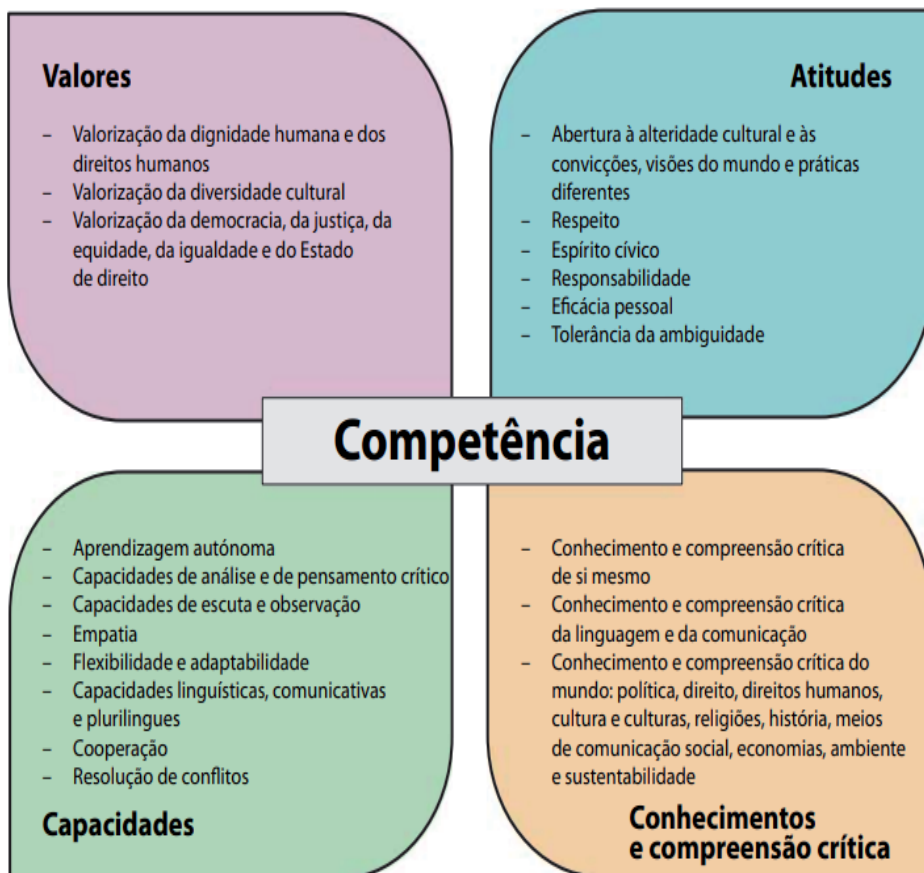 Valores
– Valorização da dignidade humana e dos
direitos humanos
– Valorização da diversidade cultural
– Valorização da democracia, da justiça, da
equidade, da igualdade e do Estado
de direito
Atitudes
– Abertura à alteridade cultural e às
convicções, visões do mundo e práticas
diferentes
– Respeito
– Espírito cívico
– Responsabilidade
– Eficácia pessoal
– Tolerância da ambiguidade
Competência
– Aprendizagem autónoma
– Capacidades de análise e de pensamento crítico
– Capacidades de escuta e observação
– Empatia
– Flexibilidade e adaptabilidade
– Capacidades linguísticas, comunicativas
e plurilingues
– Cooperação
– Resolução de conflitos
Capacidades
– Conhecimento e compreensão crítica
de si mesmo
– Conhecimento e compreensão crítica
da linguagem e da comunicação
– Conhecimento e compreensão crítica do
mundo: política, direito, direitos humanos,
cultura e culturas, religiões, história, meios
de comunicação social, economias, ambiente
e sustentabilidade
Conhecimentos
e compreensão crítica